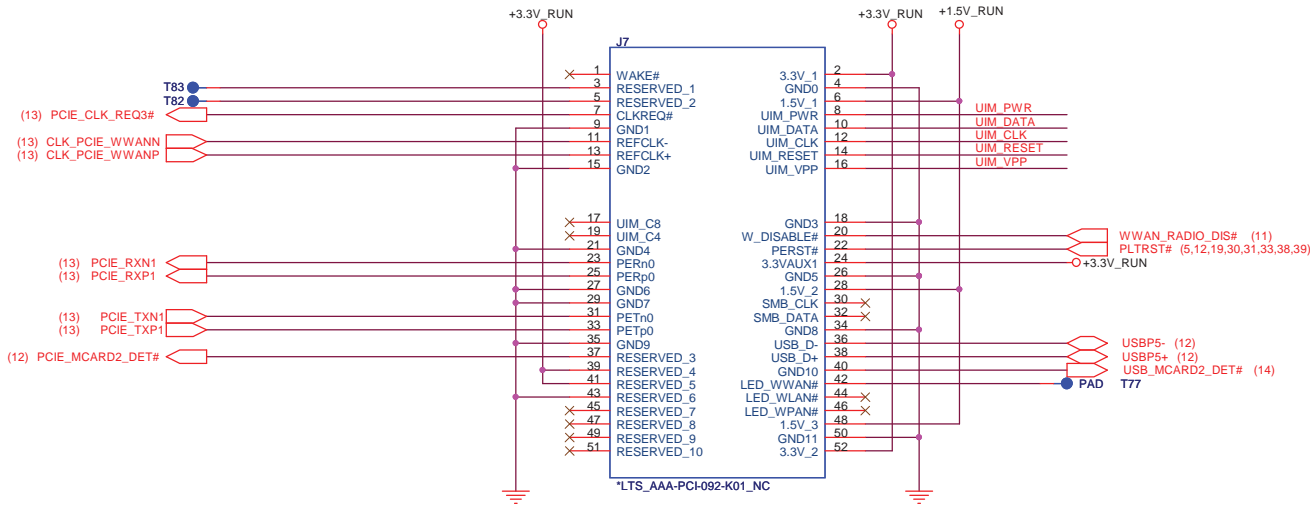 +3.3V_RUN +3.3V_RUN +1.5V_RUN
J7
1 WAKE# 3.3V_1 2
T83 3 RESERVED_1 GND0 4
T82 5 RESERVED_2 1.5V_1 6
(13) PCIE_CLK_REQ3# 7 CLKREQ# UIM_PWR 8 UIM_PWR
9 GND1 UIM_DATA 10 UIM_DATA
(13) CLK_PCIE_WWANN 11 REFCLK- UIM_CLK 12 UIM_CLK
(13) CLK_PCIE_WWANP 13 REFCLK+ UIM_RESET 14 UIM_RESET
15 GND2 UIM_VPP 16 UIM_VPP
17 UIM_C8 GND3 18
19 UIM_C4 W_DISABLE# 20 WWAN_RADIO_DIS# (11)
21 GND4 PERST# 22 PLTRST# (5,12,19,30,31,33,38,39)
(13) PCIE_RXN1 23 PERn0 3.3VAUX1 24 +3.3V_RUN
(13) PCIE_RXP1 25 PERp0 GND5 26
27 GND6 1.5V_2 28
29 GND7 SMB_CLK 30
(13) PCIE_TXN1 31 PETn0 SMB_DATA 32
(13) PCIE_TXP1 33 PETp0 GND8 34
35 GND9 USB_D- 36 USBP5- (12)
(12) PCIE_MCARD2_DET# 37 RESERVED_3 USB_D+ 38 USBP5+ (12)
39 RESERVED_4 GND10 40 USB_MCARD2_DET# (14)
41 RESERVED_5 LED_WWAN# 42 PAD T77
43 RESERVED_6 LED_WLAN# 44
45 RESERVED_7 LED_WPAN# 46
47 RESERVED_8 1.5V_3 48
49 RESERVED_9 GND11 50
51 RESERVED_10 3.3V_2 52
*LTS_AAA-PCI-092-K01_NC